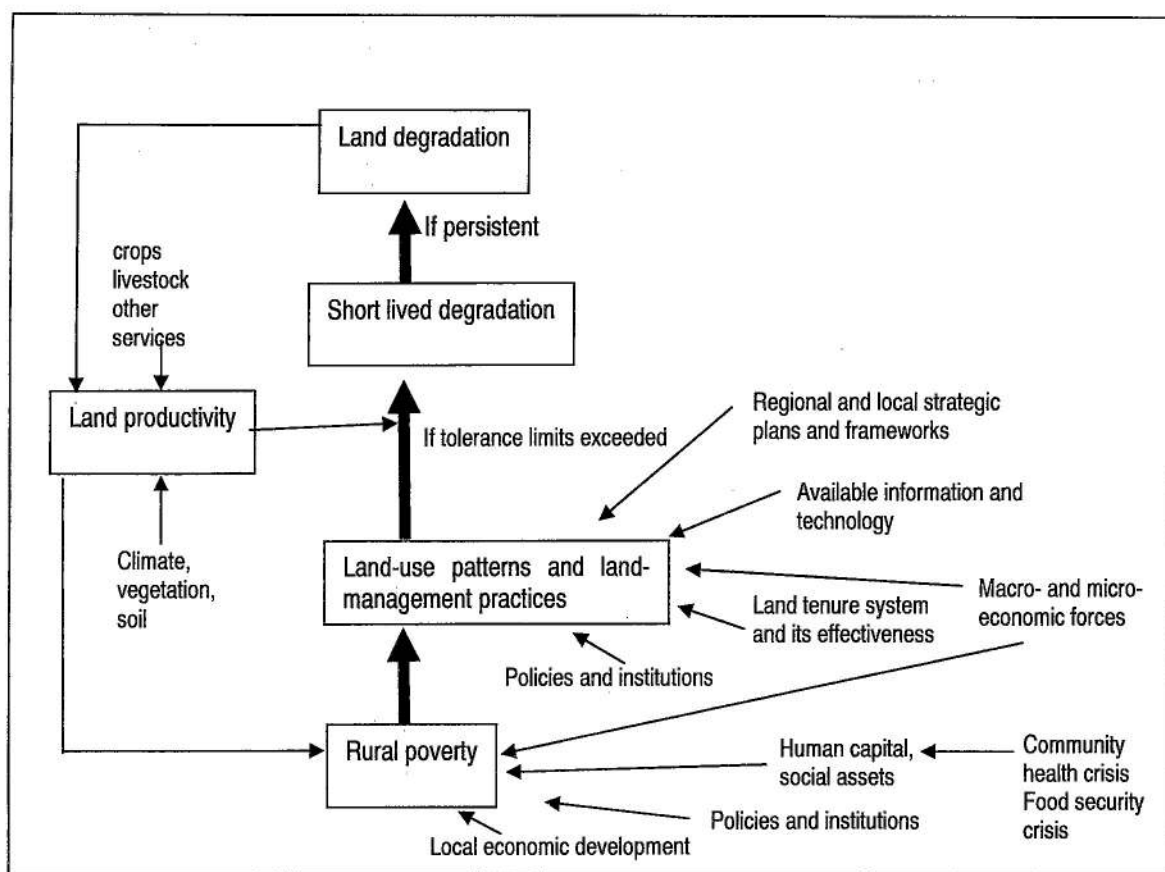 Land degradation
If persistent
crops
livestock
other
services
Short lived degradation
Land productivity
If tolerance limits exceeded
Regional and local strategic
plans and frameworks
Available information and
technology
Climate,
vegetation,
soil
Land-use patterns and land-
management practices
Macro- and micro-
economic forces
Land tenure system
and its effectiveness
Policies and institutions
Rural poverty
Human capital,
social assets
Community
health crisis
Food security
crisis
Policies and institutions
Local economic development